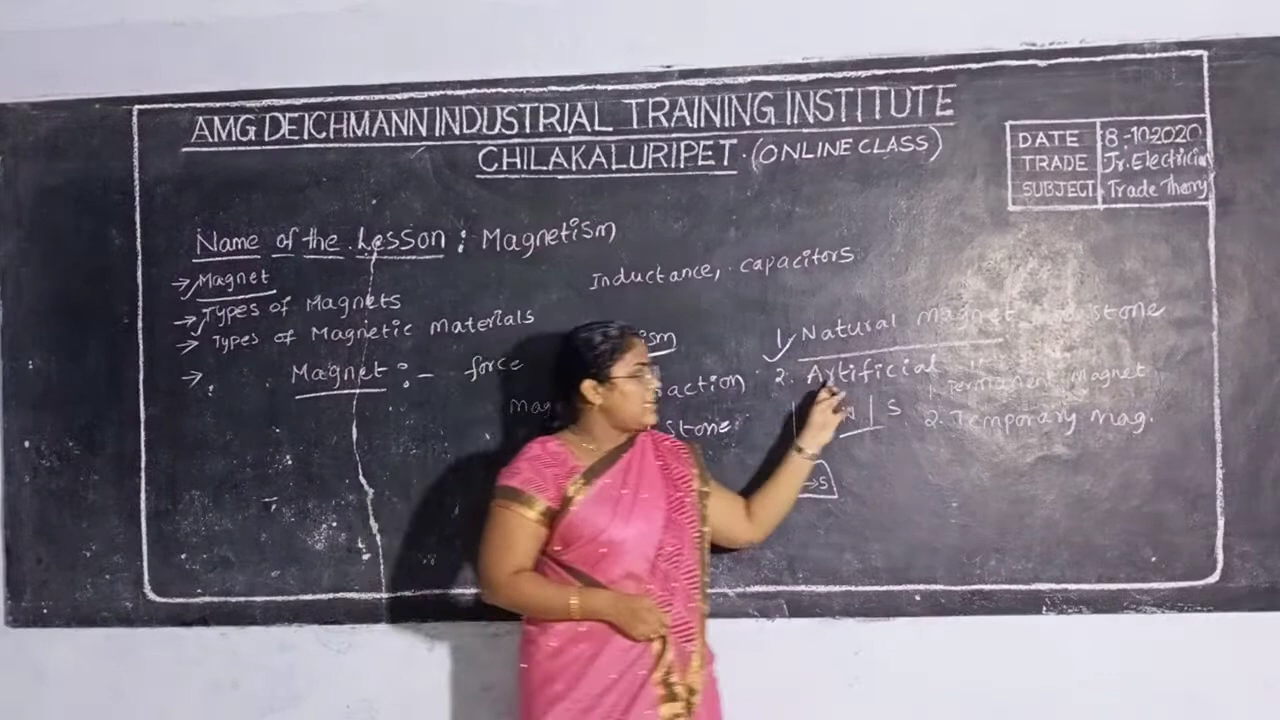 AMG DEICHMANN INDUSTRIAL TRAINING INSTITUTE
CHILAKALURIPET. (ONLINE CLASS)
DATE : 8-10-2020
TRADE : Jr. Electrician
SUBJECT : Trade Theory
Name of the Lesson : Magnetism
→ Magnet
→ Types of Magnets
→ Types of Magnetic Materials
→
Inductance, capacitors
Magnet :- force
1. Natural magnet stone
2. Artificial
1. Permanent Magnet
2. Temporary Mag.
stone
S
→S